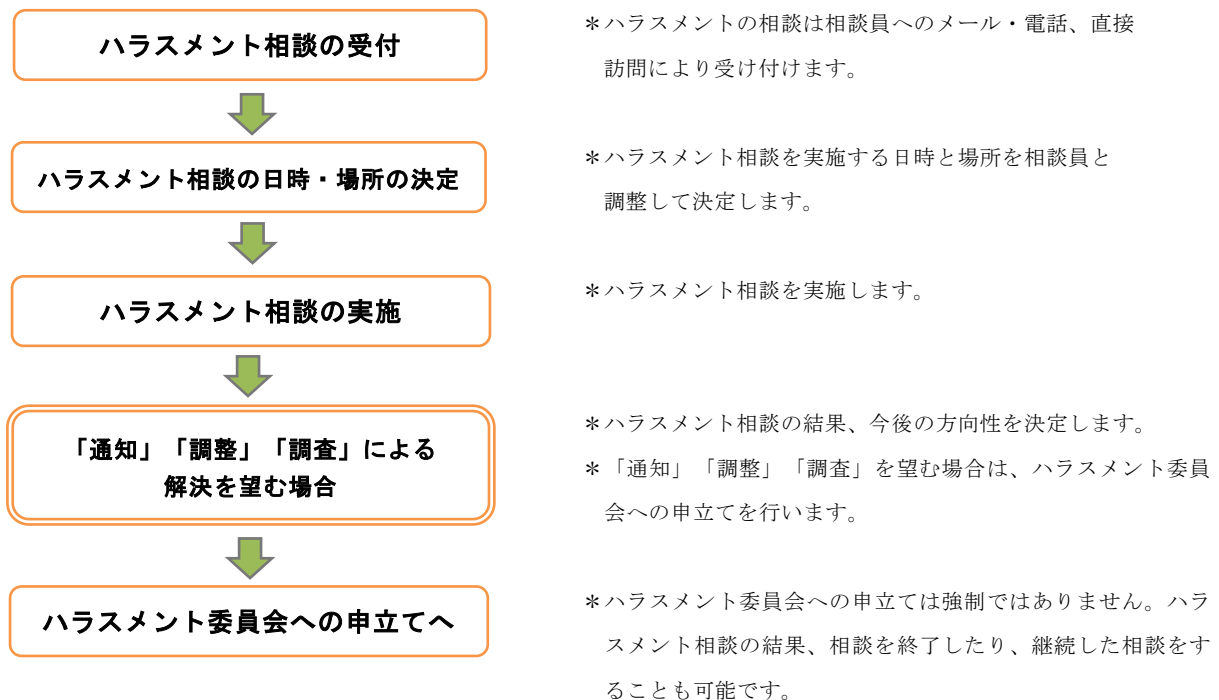 ハラスメント相談の受付
＊ハラスメントの相談は相談員へのメール・電話、直接
訪問により受け付けます。
ハラスメント相談の日時・場所の決定
＊ハラスメント相談を実施する日時と場所を相談員と
調整して決定します。
ハラスメント相談の実施
＊ハラスメント相談を実施します。
「通知」「調整」「調査」による
解決を望む場合
＊ハラスメント相談の結果、今後の方向性を決定します。
＊「通知」「調整」「調査」を望む場合は、ハラスメント委員
会への申立てを行います。
ハラスメント委員会への申立てへ
＊ハラスメント委員会への申立ては強制ではありません。ハラ
スメント相談の結果、相談を終了したり、継続した相談をす
ることも可能です。